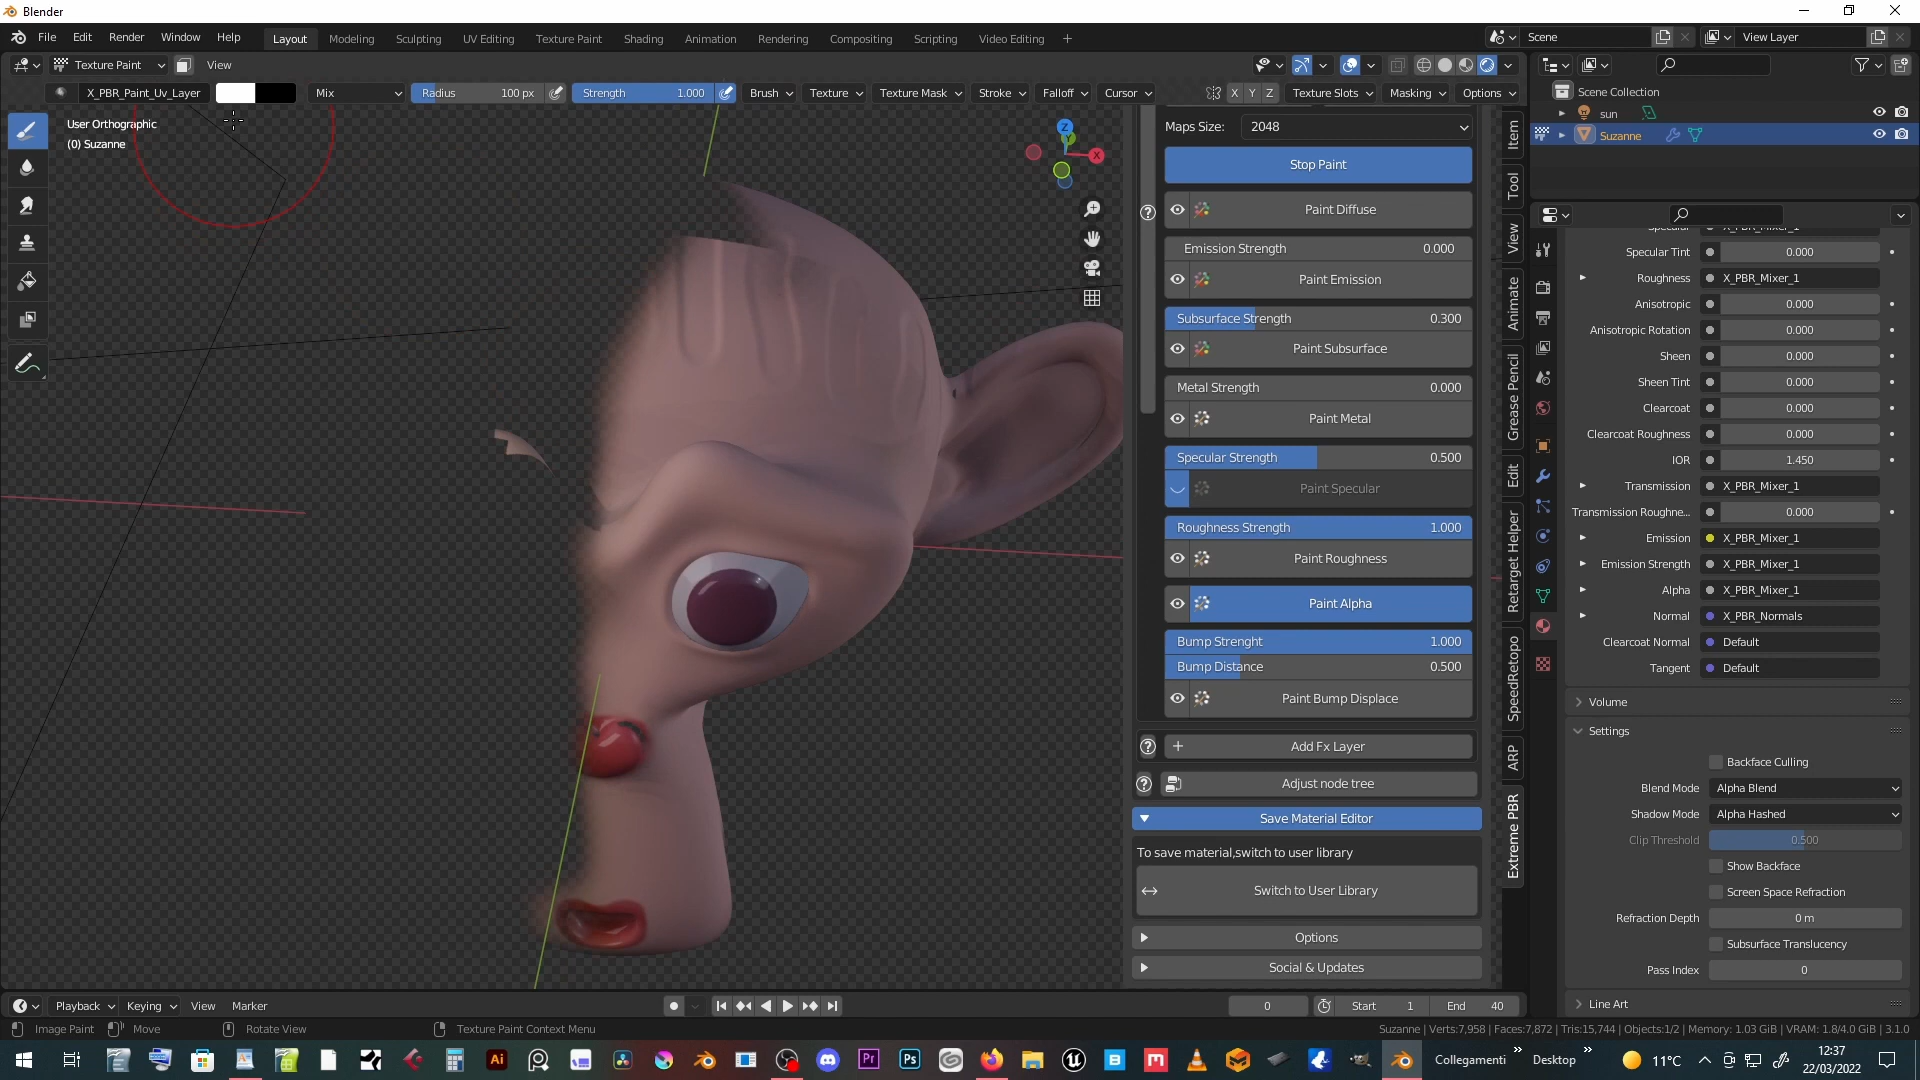 Blender
File Edit Render Window Help Layout Modeling Sculpting UV Editing Texture Paint Shading Animation Rendering Compositing Scripting Video Editing + Scene View Layer
Texture Paint View
X_PBR_Paint_Uv_Layer Mix Radius 100 px Strength 1.000 Brush Texture Texture Mask Stroke Falloff Cursor X Y Z Texture Slots Masking Options
User Orthographic
(0) Suzanne
Z
X
Maps Size: 2048
Stop Paint
Paint Diffuse
Emission Strength 0.000
Paint Emission
Subsurface Strength 0.300
Paint Subsurface
Metal Strength 0.000
Paint Metal
Specular Strength 0.500
Paint Specular
Roughness Strength 1.000
Paint Roughness
Paint Alpha
Bump Strenght 1.000
Bump Distance 0.500
Paint Bump Displace
? + Add Fx Layer
? Adjust node tree
Save Material Editor
To save material,switch to user library
Switch to User Library
Options
Social & Updates
Item
Tool
View
Animate
Grease Pencil
Edit
Retarget Helper
SpeedRetopo
ARP
Extreme PBR
Scene Collection
sun
Suzanne
Specular X_PBR_Mixer_1
Specular Tint 0.000
Roughness X_PBR_Mixer_1
Anisotropic 0.000
Anisotropic Rotation 0.000
Sheen 0.000
Sheen Tint 0.000
Clearcoat 0.000
Clearcoat Roughness 0.000
IOR 1.450
Transmission X_PBR_Mixer_1
Transmission Roughne... 0.000
Emission X_PBR_Mixer_1
Emission Strength X_PBR_Mixer_1
Alpha X_PBR_Mixer_1
Normal X_PBR_Normals
Clearcoat Normal Default
Tangent Default
Volume
Settings
Backface Culling
Blend Mode Alpha Blend
Shadow Mode Alpha Hashed
Clip Threshold 0.500
Show Backface
Screen Space Refraction
Refraction Depth 0 m
Subsurface Translucency
Pass Index 0
Line Art
Playback Keying View Marker 0 Start 1 End 40
Image Paint Move Rotate View Texture Paint Context Menu Suzanne | Verts:7,958 | Faces:7,872 | Tris:15,744 | Objects:1/2 | Memory: 1.03 GiB | VRAM: 1.8/4.0 GiB | 3.1.0
Ai Pr Ps B Collegamenti » Desktop » 11°C 12:37
22/03/2022